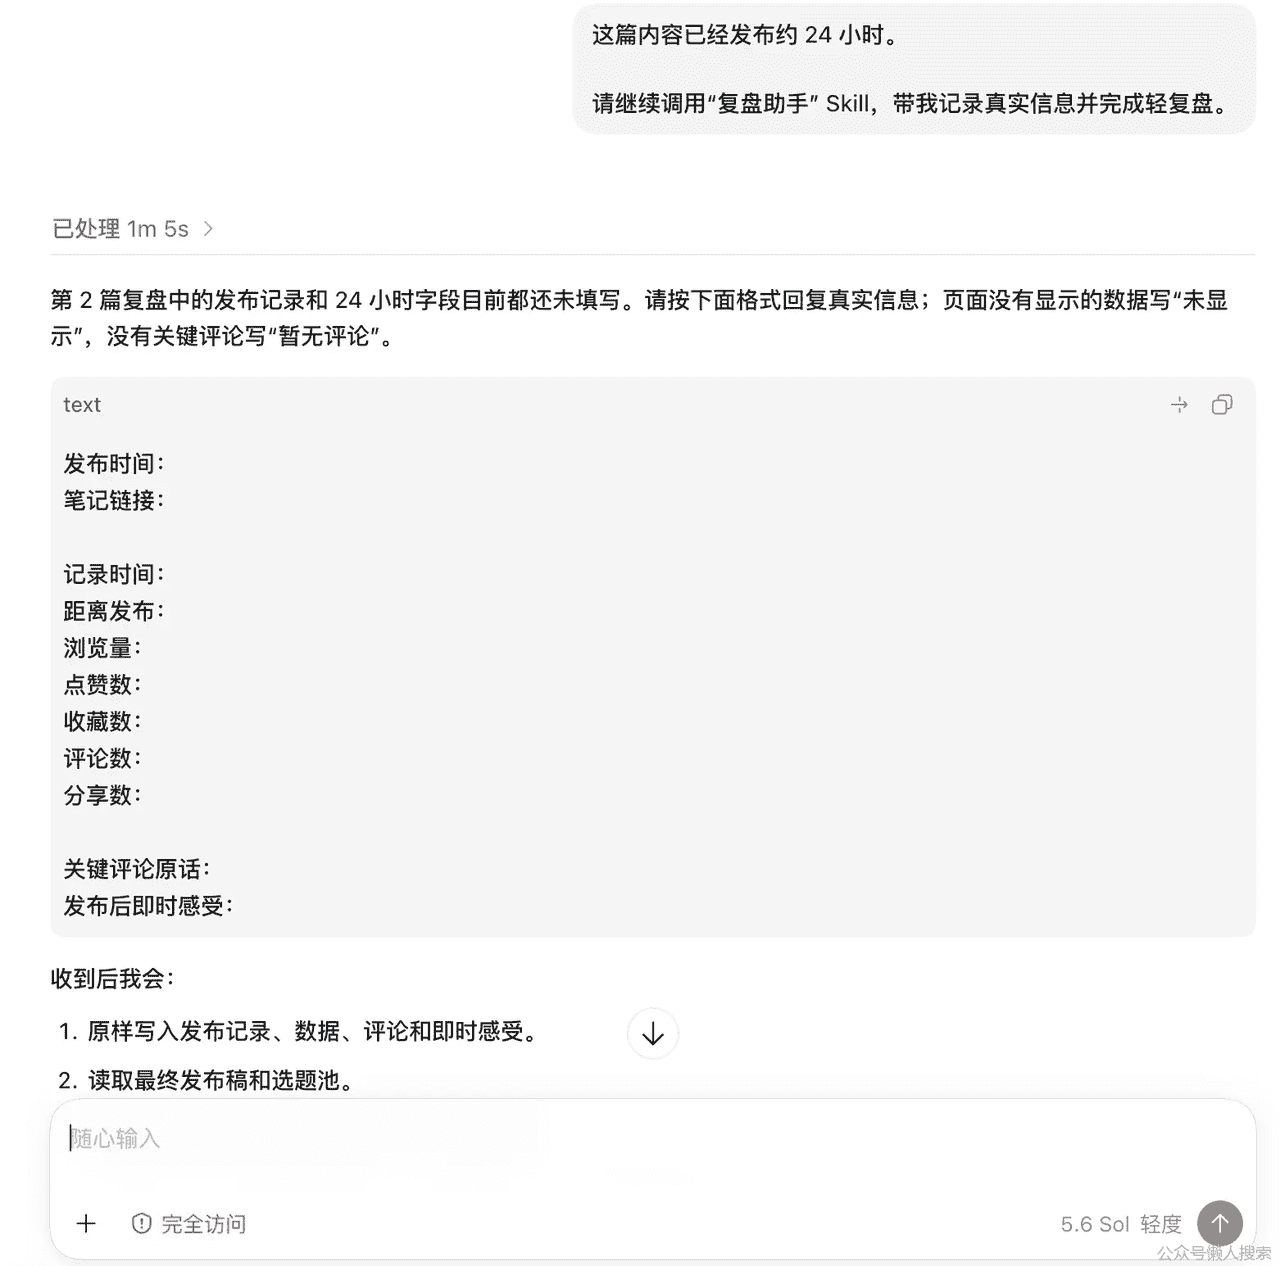 这篇内容已经发布约 24 小时。
请继续调用“复盘助手” Skill，带我记录真实信息并完成轻复盘。
已处理 1m 5s
第 2 篇复盘中的发布记录和 24 小时字段目前都还未填写。请按下面格式回复真实信息；页面没有显示的数据写“未显
示”，没有关键评论写“暂无评论”。
text
发布时间：
笔记链接：
记录时间：
距离发布：
浏览量：
点赞数：
收藏数：
评论数：
分享数：
关键评论原话：
发布后即时感受：
收到后我会：
1. 原样写入发布记录、数据、评论和即时感受。
2. 读取最终发布稿和选题池。
随心输入
完全访问
5.6 Sol 轻度
公众号懒人搜索